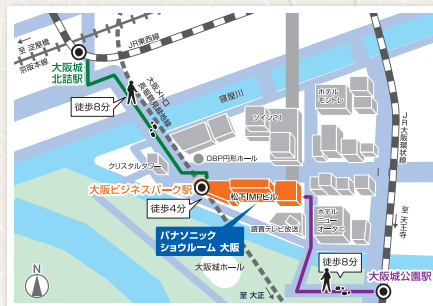 至 淀屋橋
京阪本線
JR東西線
大阪城
北詰駅
大阪メトロ
長堀鶴見緑地線
徒歩8分
寝屋川
ツイン21
ホテル
モントレ
JR大阪環状線
クリスタルタワー
OBP円形ホール
大阪ビジネスパーク駅
松下IMPビル
徒歩4分
パナソニック
ショウルーム 大阪
読売テレビ放送
ホテル
ニュー
オータニ
至 天王寺
大阪城ホール
徒歩8分
大阪城公園駅
至 大正
N